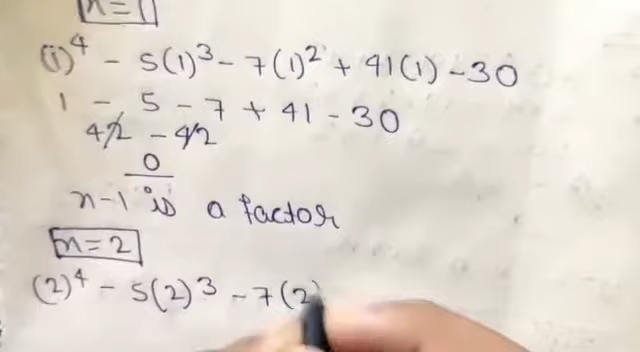 x=1
(1)⁴ - 5(1)³ - 7(1)² + 41(1) - 30
1 - 5 - 7 + 41 - 30
42 - 42
0
x-1 is a factor
x=2
(2)⁴ - 5(2)³ - 7(2)